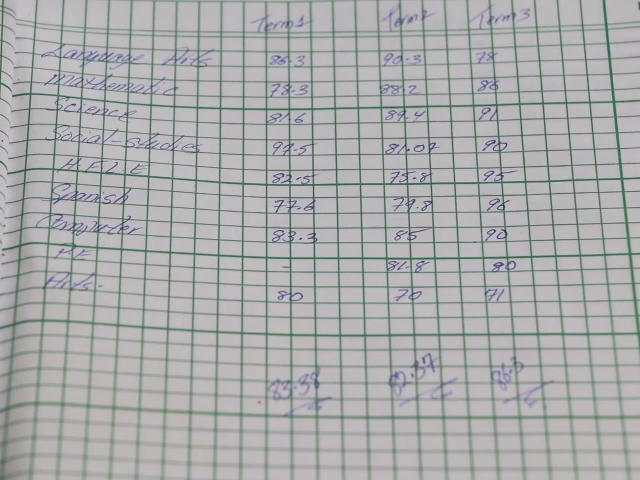 Term1 Term2 Term3
Language Arts 86.3 90.3 78
Mathematic 78.3 88.2 86
Science 81.6 89.4 91
Social-studies 97.5 81.07 90
HFLE 82.5 75.8 95
Spanish 77.6 79.8 96
Computer 83.3 85 90
PE - 81.8 80
Arts. 80 70 71
83.38 82.37 86.3